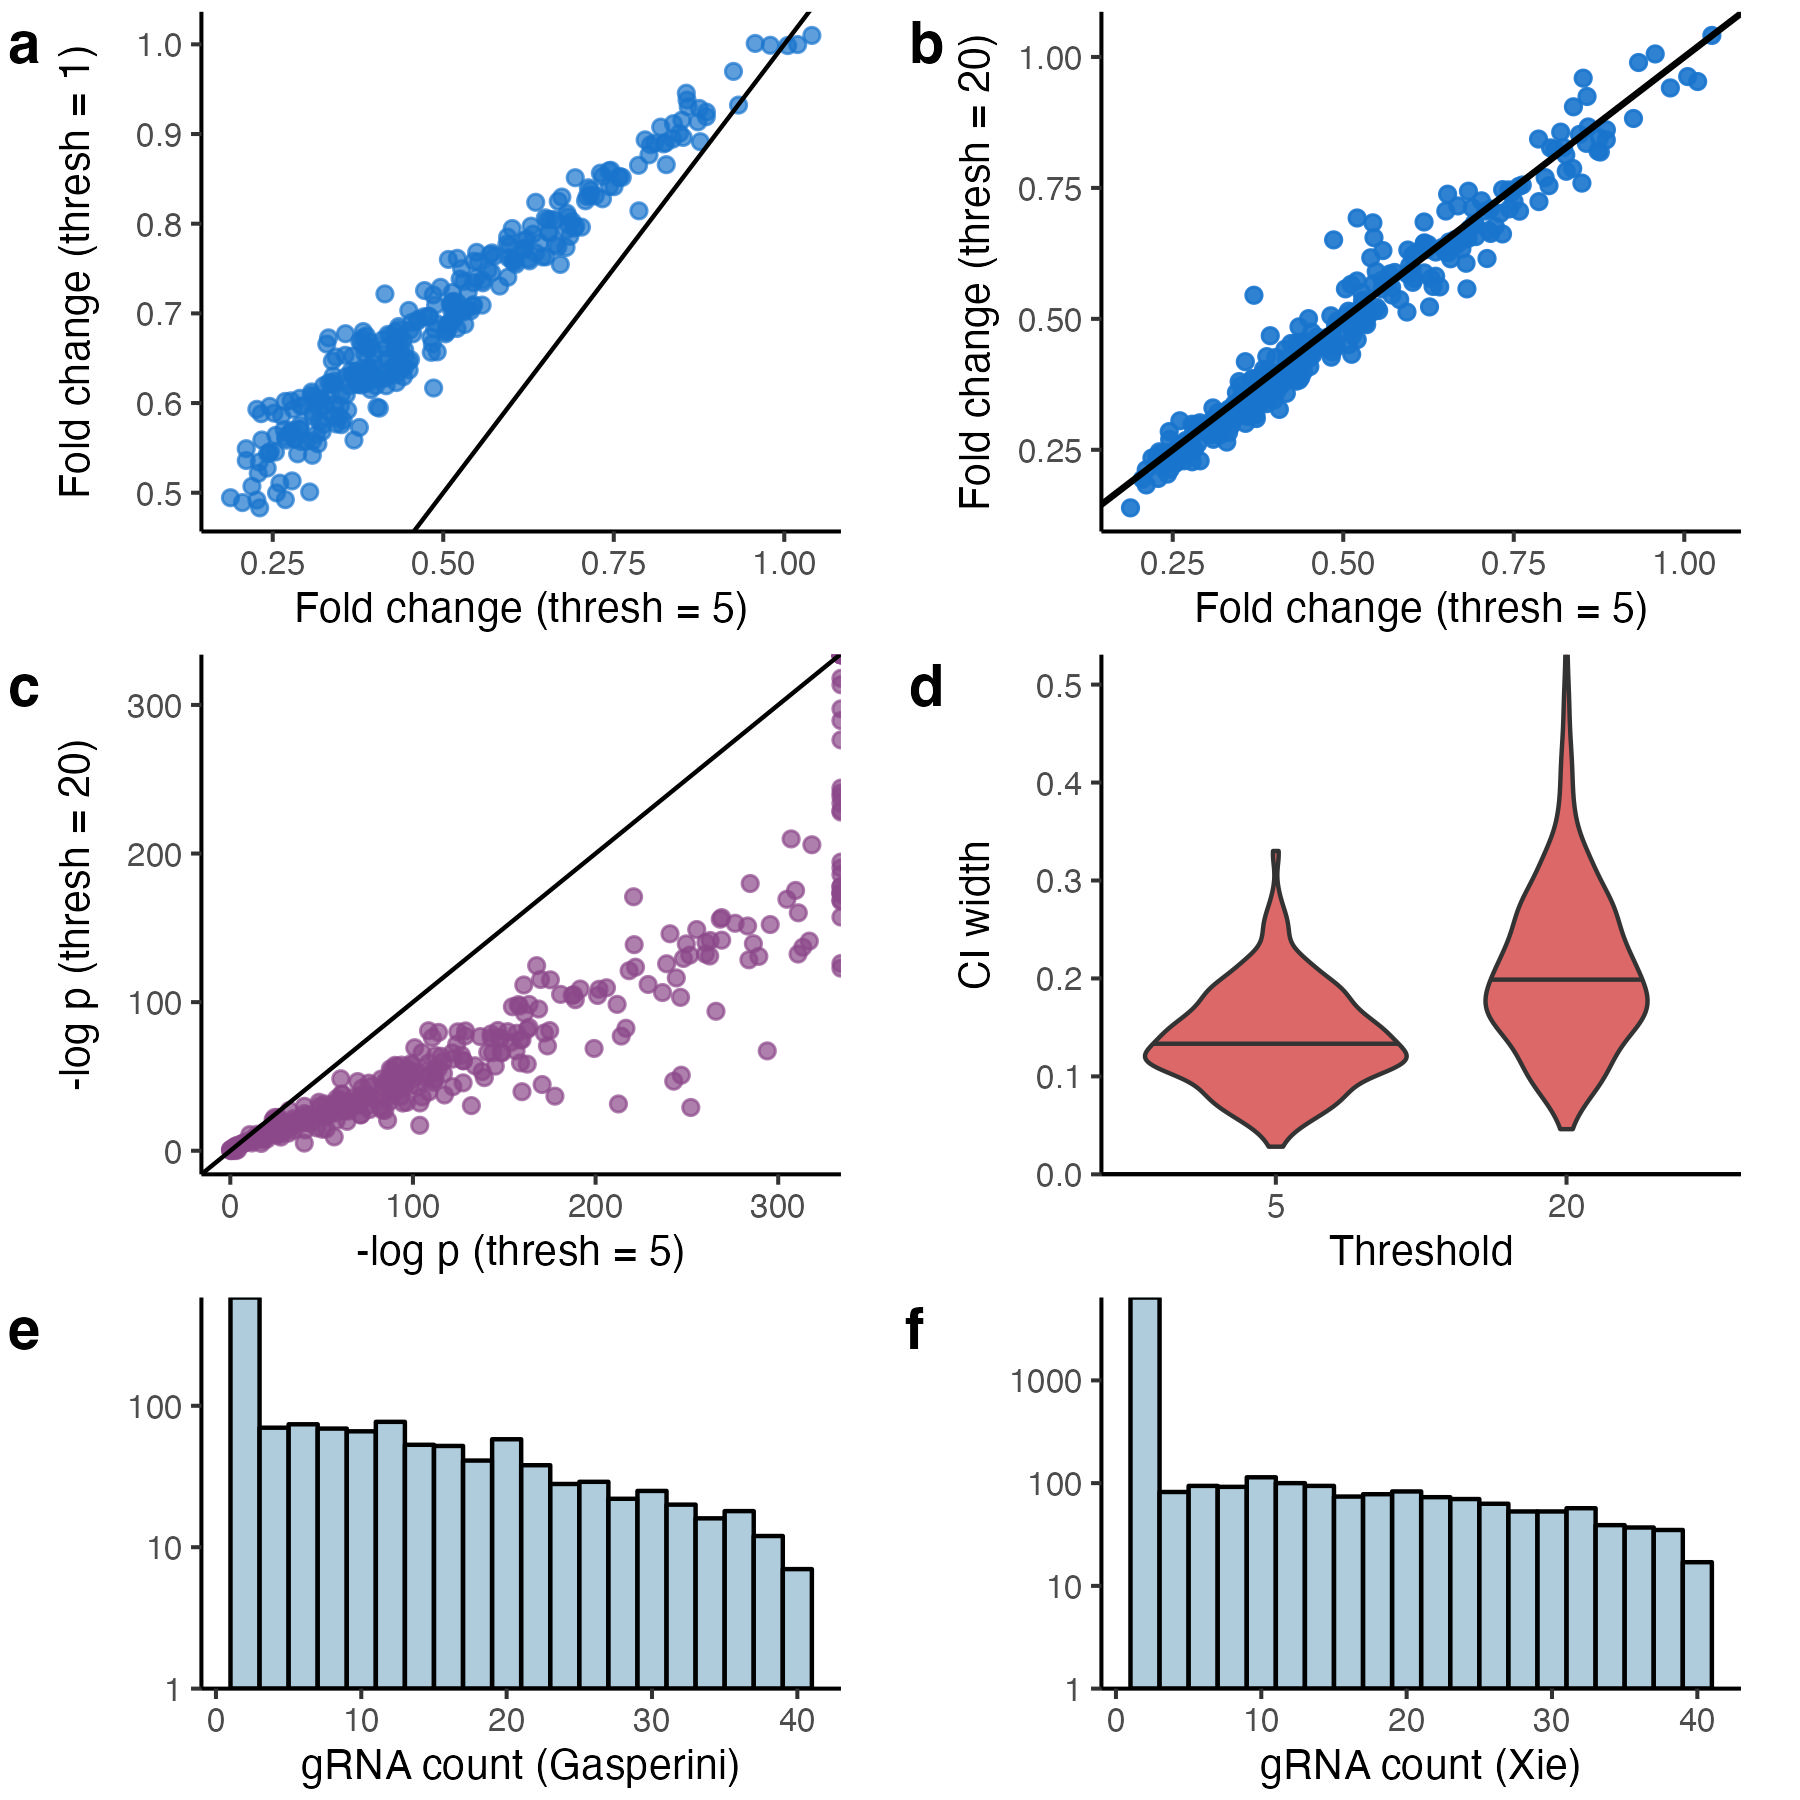 a
Fold change (thresh = 1)
1.0
0.9
0.8
0.7
0.6
0.5
0.25 0.50 0.75 1.00
Fold change (thresh = 5)
b
Fold change (thresh = 20)
1.00
0.75
0.50
0.25
0.25 0.50 0.75 1.00
Fold change (thresh = 5)
c
-log p (thresh = 20)
300
200
100
0
0 100 200 300
-log p (thresh = 5)
d
CI width
0.5
0.4
0.3
0.2
0.1
0.0
5 20
Threshold
e
100
10
1
0 10 20 30 40
gRNA count (Gasperini)
f
1000
100
10
1
0 10 20 30 40
gRNA count (Xie)